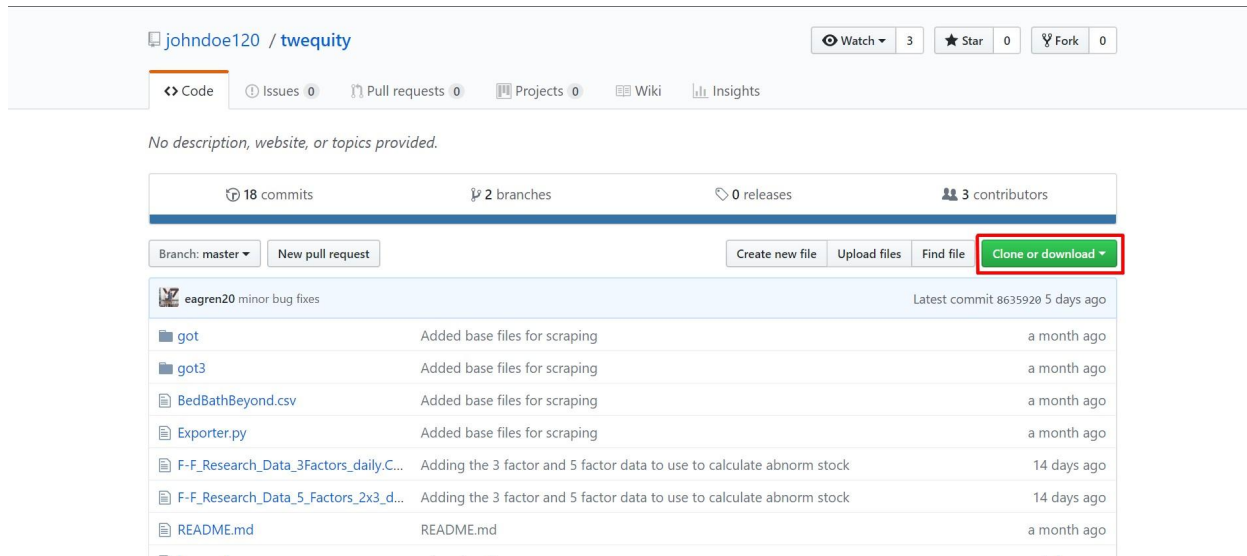 johndoe120 / twequity
Watch 3 Star 0 Fork 0
Code Issues 0 Pull requests 0 Projects 0 Wiki Insights
No description, website, or topics provided.
18 commits 2 branches 0 releases 3 contributors
Branch: master New pull request Create new file Upload files Find file Clone or download
eagren20 minor bug fixes Latest commit 8635920 5 days ago
got Added base files for scraping a month ago
got3 Added base files for scraping a month ago
BedBathBeyond.csv Added base files for scraping a month ago
Exporter.py Added base files for scraping a month ago
F-F_Research_Data_3Factors_daily.C... Adding the 3 factor and 5 factor data to use to calculate abnorm stock 14 days ago
F-F_Research_Data_5_Factors_2x3_d... Adding the 3 factor and 5 factor data to use to calculate abnorm stock 14 days ago
README.md README.md a month ago